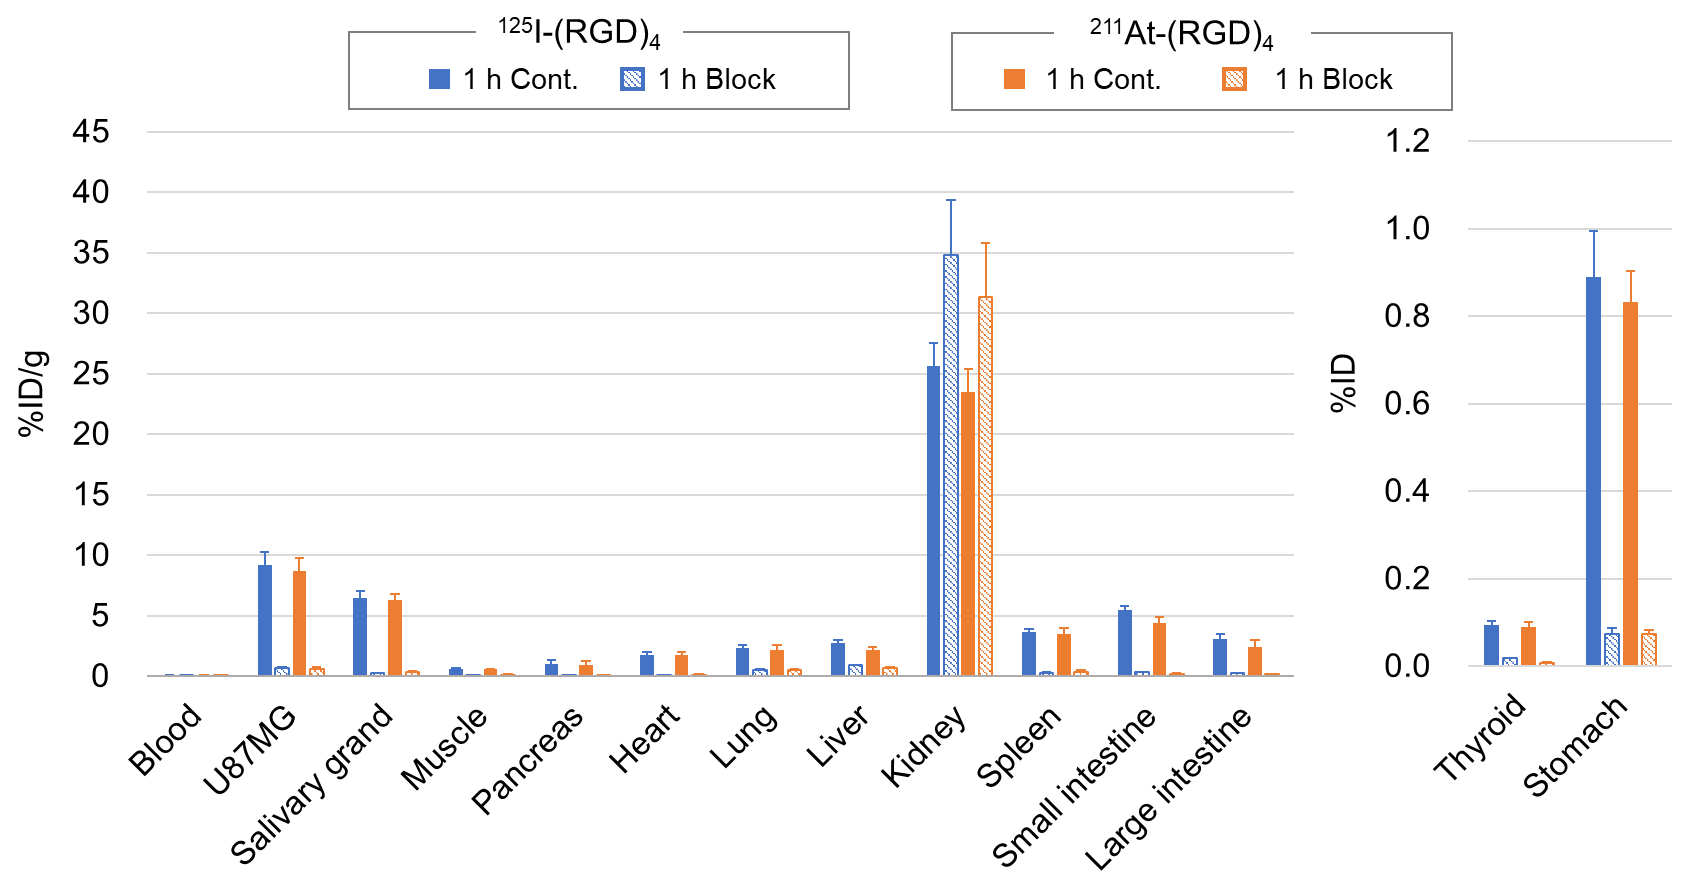 ¹²⁵I-(RGD)₄ ²¹¹At-(RGD)₄
1 h Cont. 1 h Block 1 h Cont. 1 h Block
45
40
35
30
25
20
15
10
5
0
%ID/g
Blood
U87MG
Salivary grand
Muscle
Pancreas
Heart
Lung
Liver
Kidney
Spleen
Small intestine
Large intestine
1.2
1.0
0.8
0.6
0.4
0.2
0.0
%ID
Thyroid
Stomach